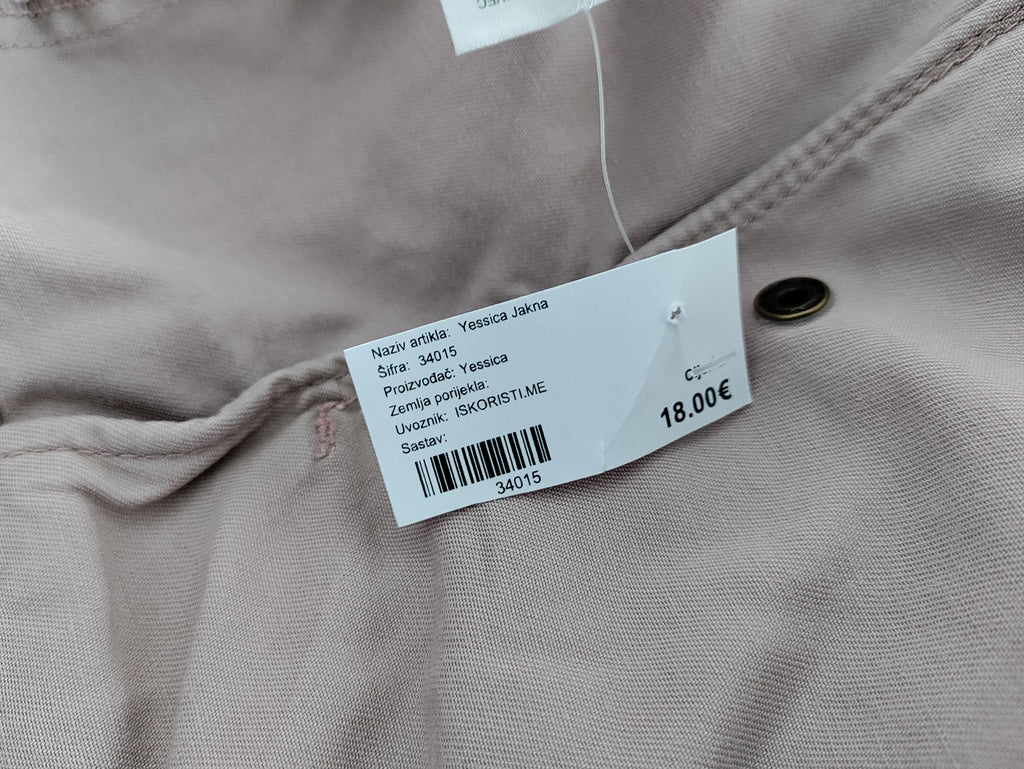 Naziv artikla: Yessica Jakna
Šifra: 34015
Proizvođač: Yessica
Zemlja porijekla:
Uvoznik: ISKORISTI.ME
Sastav:
34015
18.00€